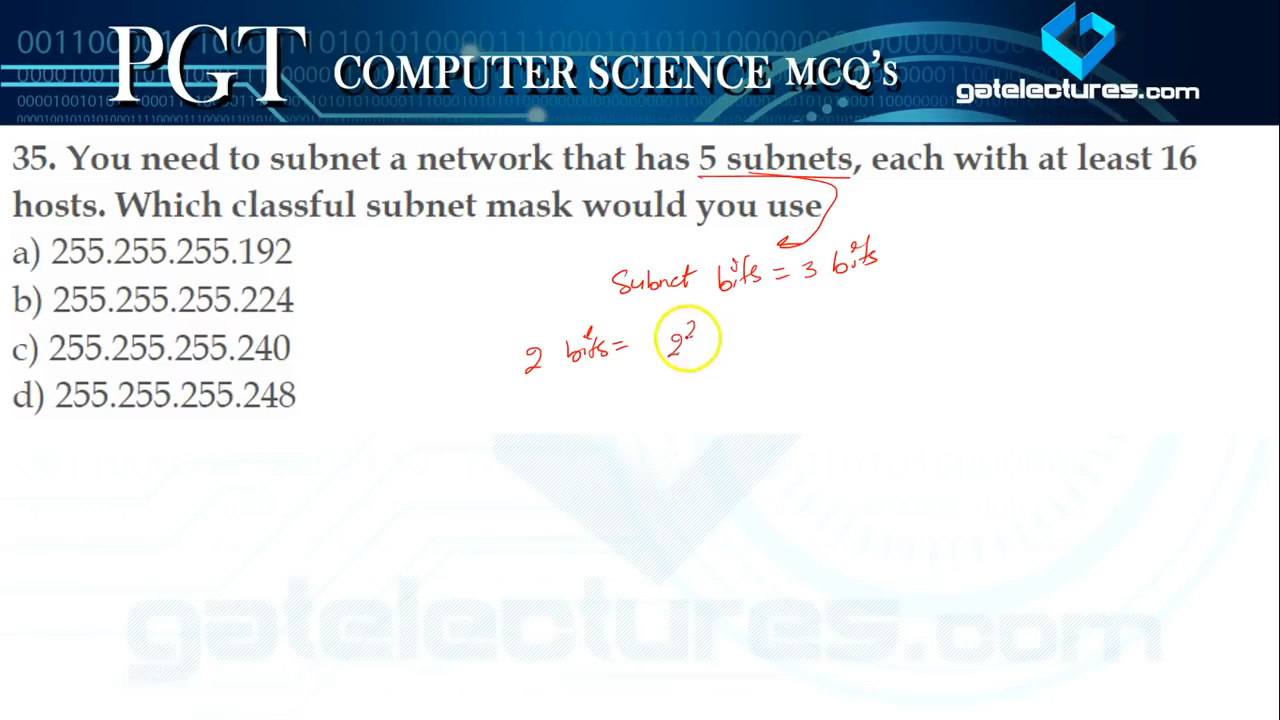 PGT COMPUTER SCIENCE MCQ's
gatelectures.com
35. You need to subnet a network that has 5 subnets, each with at least 16
hosts. Which classful subnet mask would you use
a) 255.255.255.192
b) 255.255.255.224
c) 255.255.255.240
d) 255.255.255.248
Subnet bits = 3 bits
2 bits = 2²
gatelectures.com